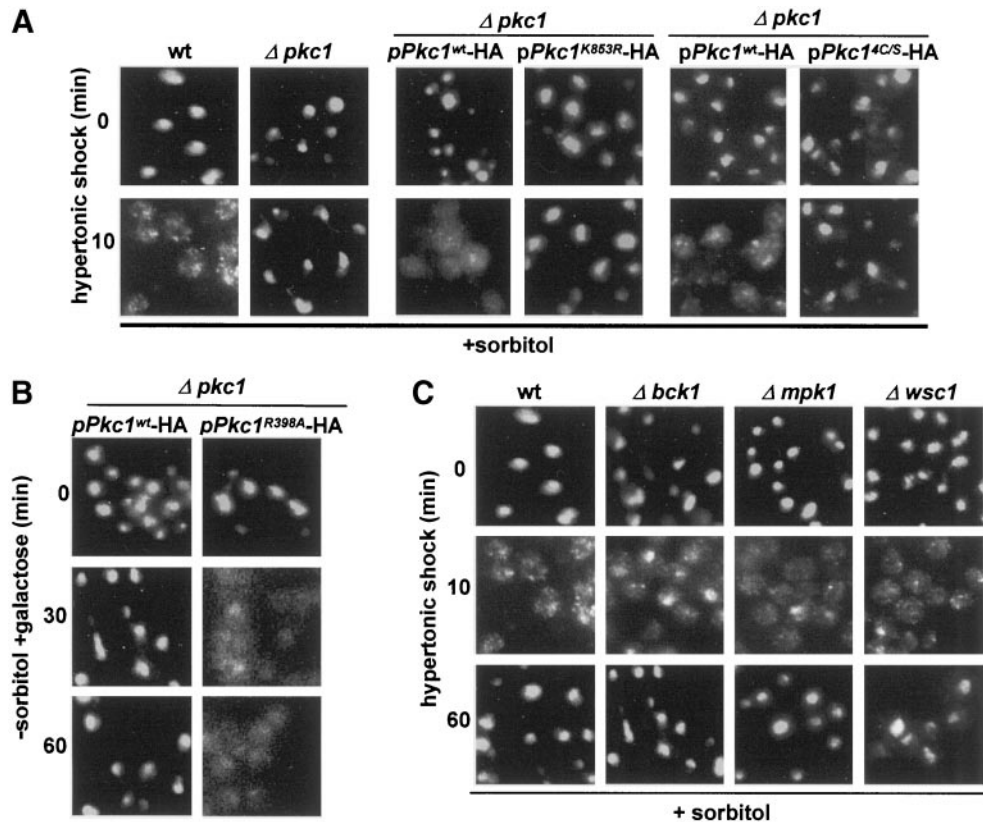 A
Δ pkc1
Δ pkc1
wt
Δ pkc1
pPkc1wt-HA
pPkc1K853R-HA
pPkc1wt-HA
pPkc14C/S-HA
hypertonic shock (min)
0
10
+sorbitol
B
Δ pkc1
pPkc1wt-HA
pPkc1R398A-HA
-sorbitol +galactose (min)
0
30
60
C
wt
Δ bck1
Δ mpk1
Δ wsc1
hypertonic shock (min)
0
10
60
+ sorbitol